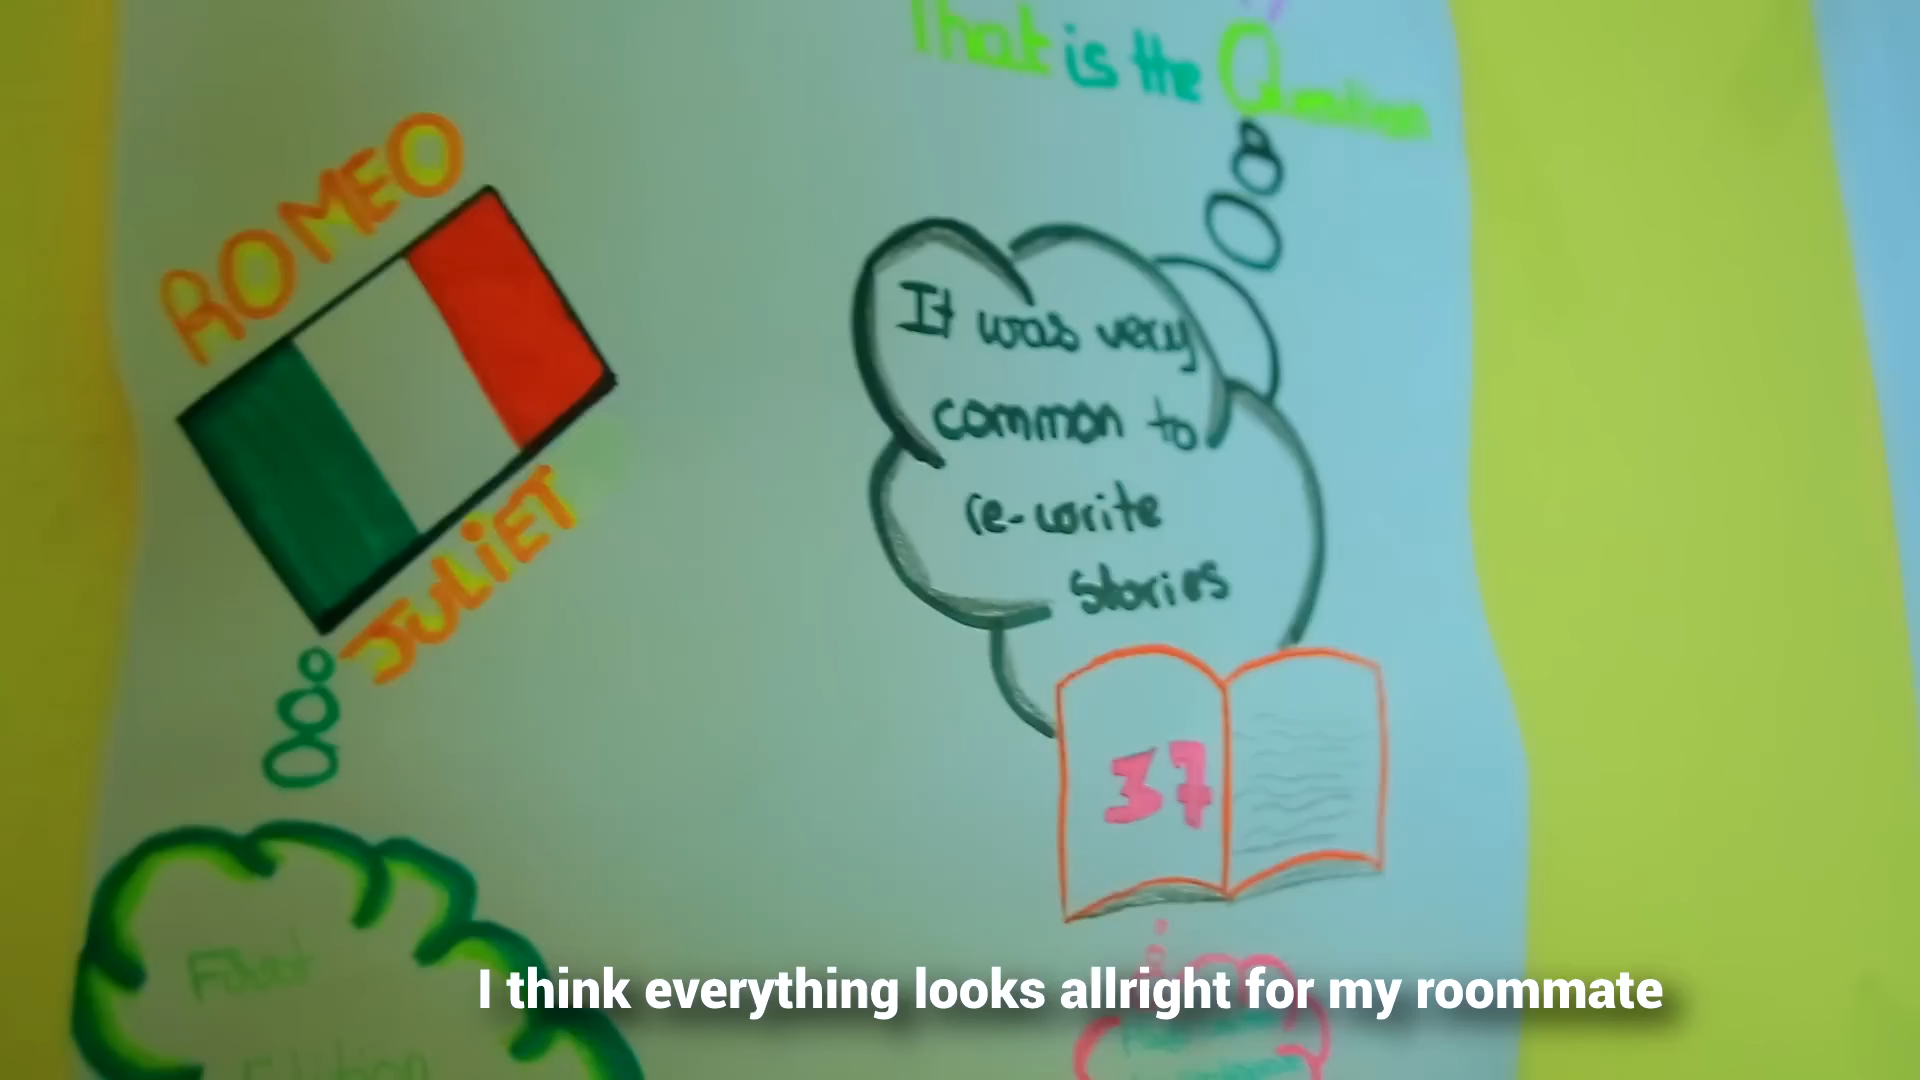 That is the Question
ROMEO
JULIET
It was very
common to
re-write
stories
37
I think everything looks allright for my roommate